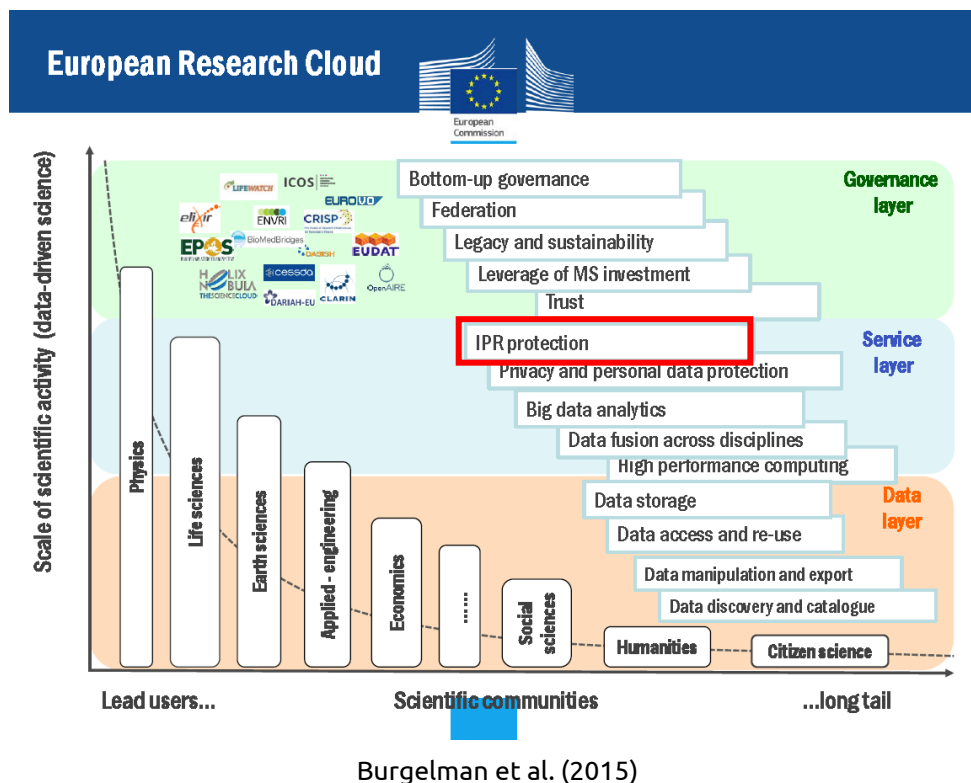 European Research Cloud
European
Commission
Scale of scientific activity (data-driven science)
LIFEWATCH
ICOS
EUROVO
elixir
ENVRI
CRISP
EPOS
BioMedBridges
DASISH
EUDAT
HELIX
NEBULA
THE SCIENCE CLOUD
cessda
DARIAH-EU
CLARIN
OpenAIRE
Bottom-up governance
Federation
Legacy and sustainability
Leverage of MS investment
Trust
Governance
layer
IPR protection
Privacy and personal data protection
Big data analytics
Data fusion across disciplines
High performance computing
Service
layer
Data storage
Data access and re-use
Data manipulation and export
Data discovery and catalogue
Data
layer
Physics
Life sciences
Earth sciences
Applied - engineering
Economics
......
Social
sciences
Humanities
Citizen science
Lead users...
Scientific communities
...long tail
Burgelman et al. (2015)